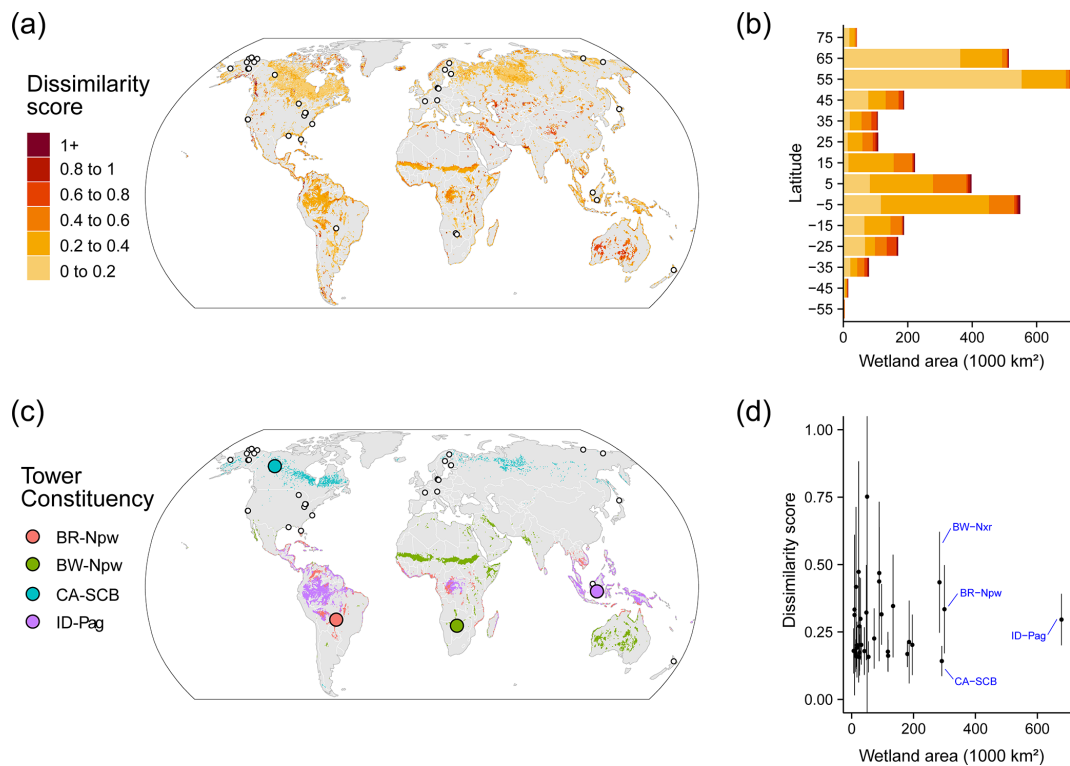 (a)
Dissimilarity
score
1+
0.8 to 1
0.6 to 0.8
0.4 to 0.6
0.2 to 0.4
0 to 0.2
(b)
Latitude
75
65
55
45
35
25
15
5
−5
−15
−25
−35
−45
−55
0 200 400 600
Wetland area (1000 km²)
(c)
Tower
Constituency
BR-Npw
BW-Npw
CA-SCB
ID-Pag
(d)
Dissimilarity score
1.00
0.75
0.50
0.25
0.00
BW−Nxr
BR−Npw
ID−Pag
CA−SCB
0 200 400 600
Wetland area (1000 km²)